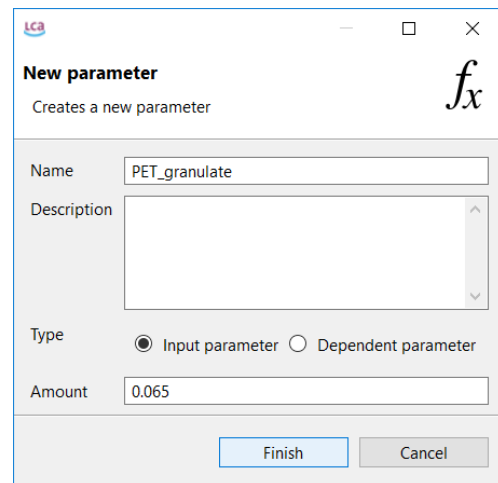 LCA
New parameter
Creates a new parameter
fx
Name PET_granulate
Description
Type Input parameter Dependent parameter
Amount 0.065
Finish Cancel